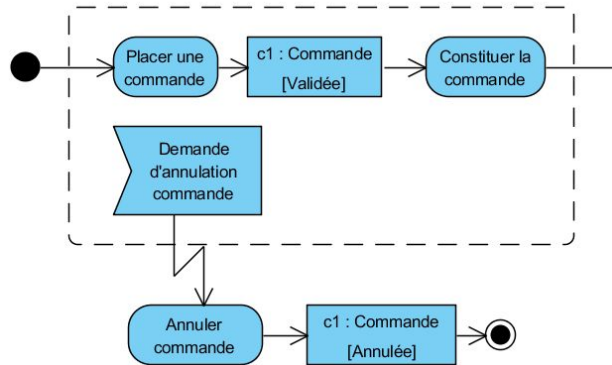 Placer une
commande
c1 : Commande
[Validée]
Constituer la
commande
Demande
d'annulation
commande
Annuler
commande
c1 : Commande
[Annulée]